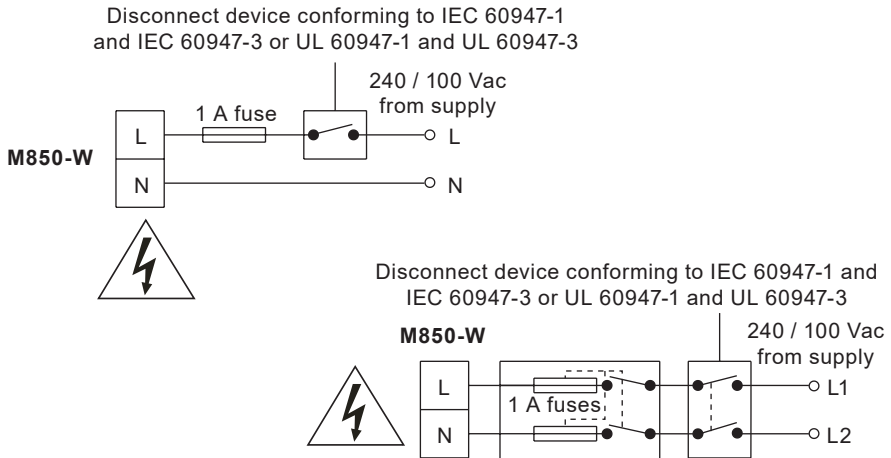 Disconnect device conforming to IEC 60947-1
and IEC 60947-3 or UL 60947-1 and UL 60947-3
240 / 100 Vac
from supply
1 A fuse
L
L
M850-W
N
N
Disconnect device conforming to IEC 60947-1 and
IEC 60947-3 or UL 60947-1 and UL 60947-3
M850-W
240 / 100 Vac
from supply
L
L1
1 A fuses
N
L2